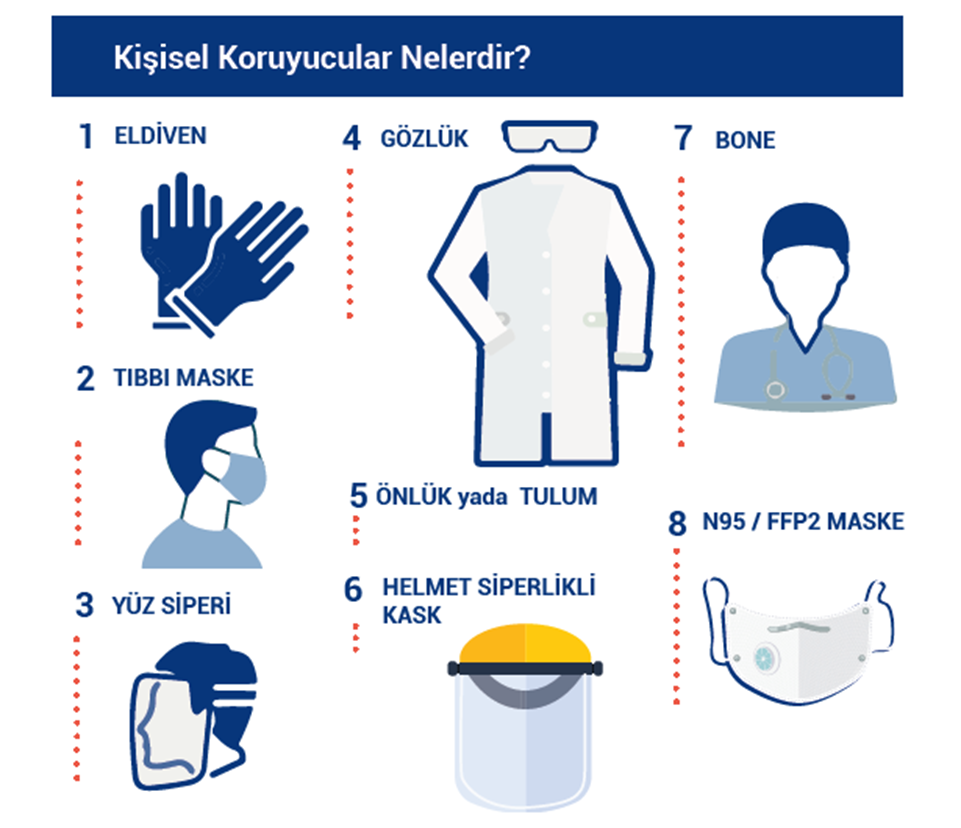 Kişisel Koruyucular Nelerdir?
1 ELDİVEN
2 TIBBI MASKE
3 YÜZ SİPERİ
4 GÖZLÜK
5 ÖNLÜK yada TULUM
6 HELMET SİPERLİKLİ
KASK
7 BONE
8 N95 / FFP2 MASKE